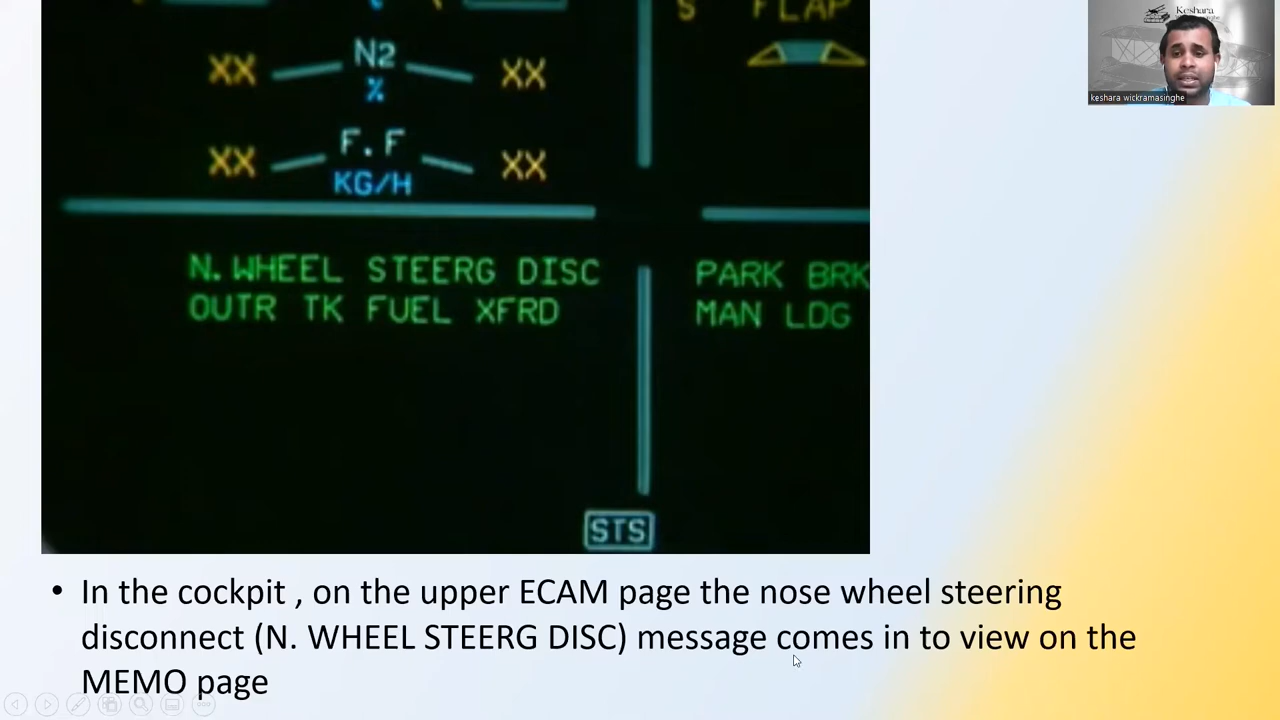 S FLAP
XX N2 XX
%
XX F.F XX
KG/H
N.WHEEL STEERG DISC
OUTR TK FUEL XFRD
PARK BRK
MAN LDG
STS
• In the cockpit , on the upper ECAM page the nose wheel steering
disconnect (N. WHEEL STEERG DISC) message comes in to view on the
MEMO page
Keshara
keshara wickramasinghe